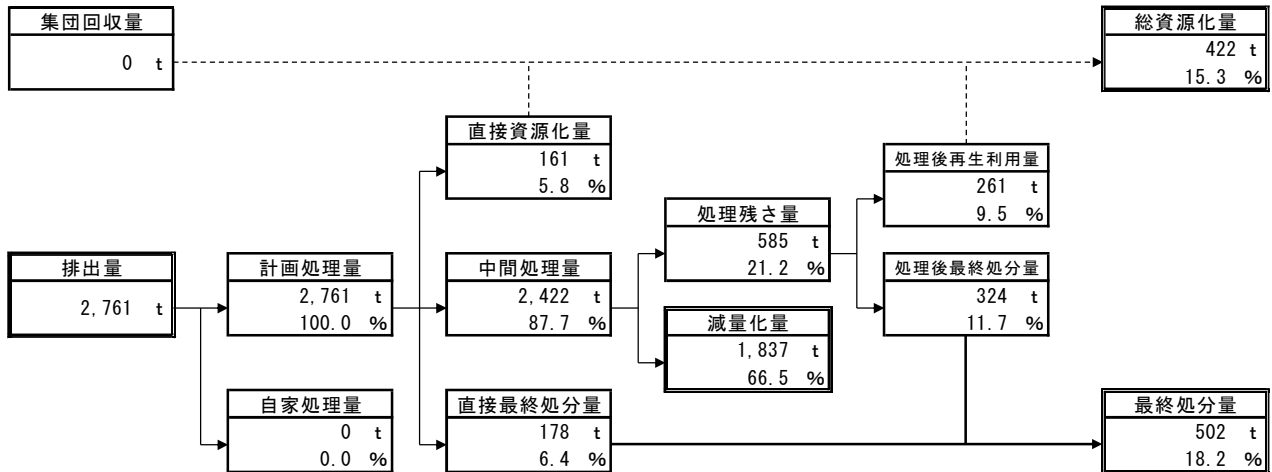 集団回収量
0 t
総資源化量
422 t
15.3 %
直接資源化量
161 t
5.8 %
処理後再生利用量
261 t
9.5 %
処理残さ量
585 t
21.2 %
排出量
2,761 t
計画処理量
2,761 t
100.0 %
中間処理量
2,422 t
87.7 %
処理後最終処分量
324 t
11.7 %
減量化量
1,837 t
66.5 %
自家処理量
0 t
0.0 %
直接最終処分量
178 t
6.4 %
最終処分量
502 t
18.2 %